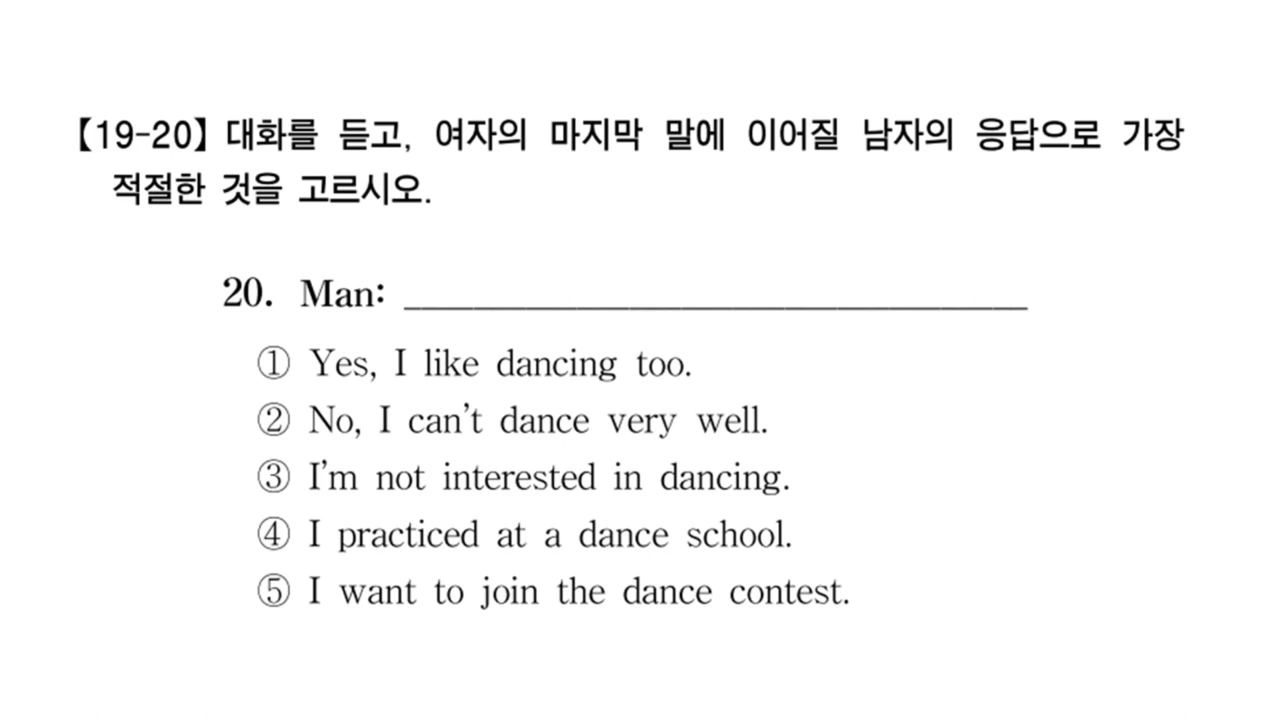 【19-20】 대화를 듣고, 여자의 마지막 말에 이어질 남자의 응답으로 가장
적절한 것을 고르시오.
20. Man: ______________________________
① Yes, I like dancing too.
② No, I can't dance very well.
③ I'm not interested in dancing.
④ I practiced at a dance school.
⑤ I want to join the dance contest.